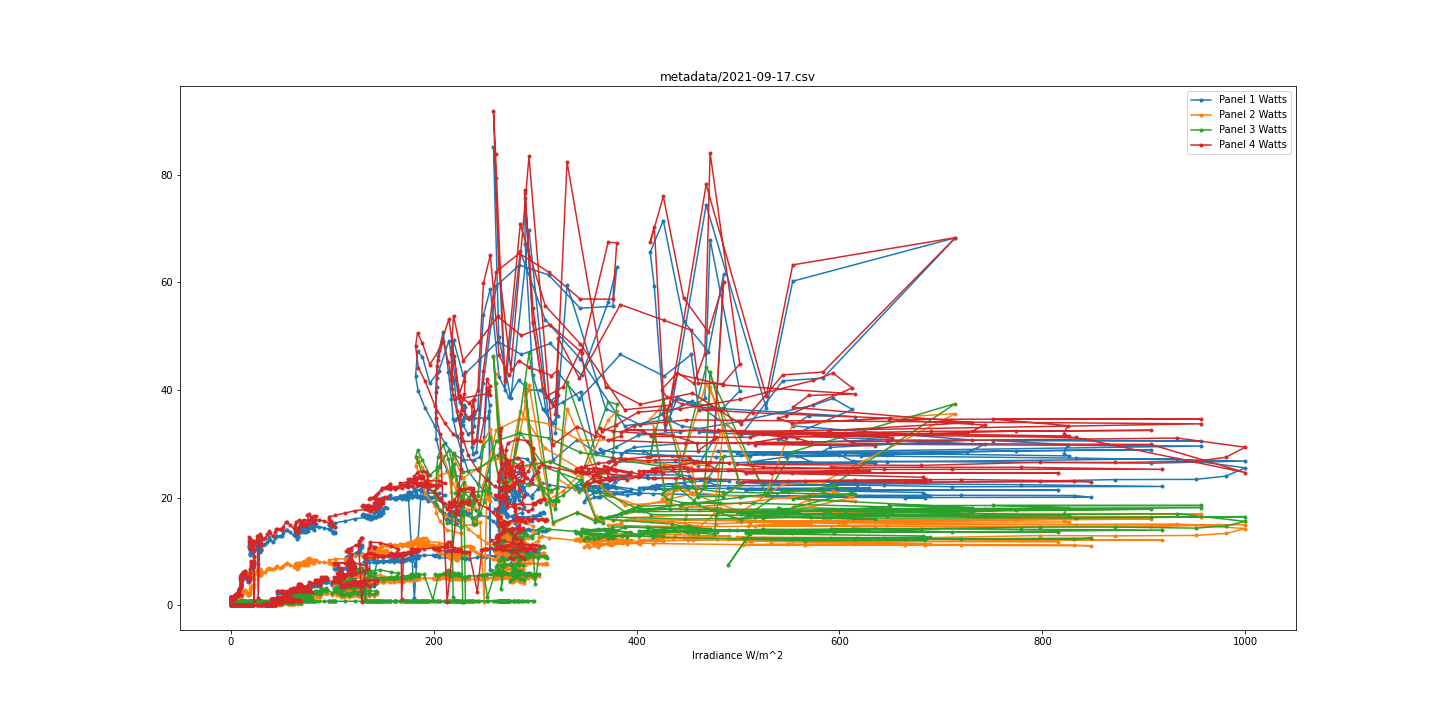 metadata/2021-09-17.csv
Panel 1 Watts
Panel 2 Watts
Panel 3 Watts
Panel 4 Watts
80
60
40
20
0
0 200 400 600 800 1000
Irradiance W/m^2